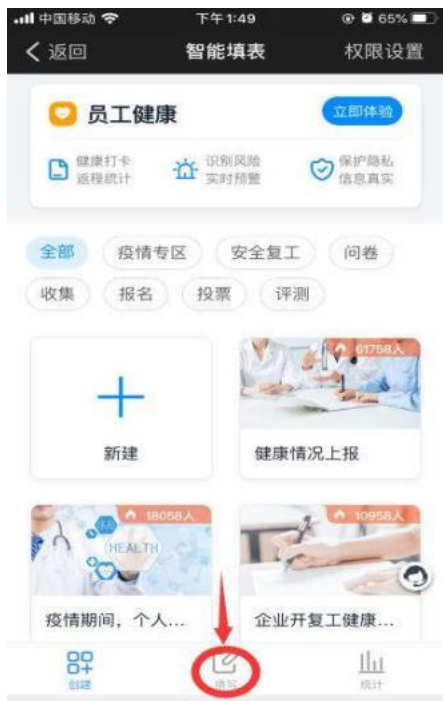 中国移动 下午1:49 65%
返回 智能填表 权限设置
员工健康 立即体验
健康打卡 识别风险 保护隐私
返程统计 实时预警 信息真实
全部 疫情专区 安全复工 问卷
收集 报名 投票 评测
61758人
新建 健康情况上报
18058人 10958人
HEALTH
疫情期间，个人... 企业开复工健康...
创建 填写 统计